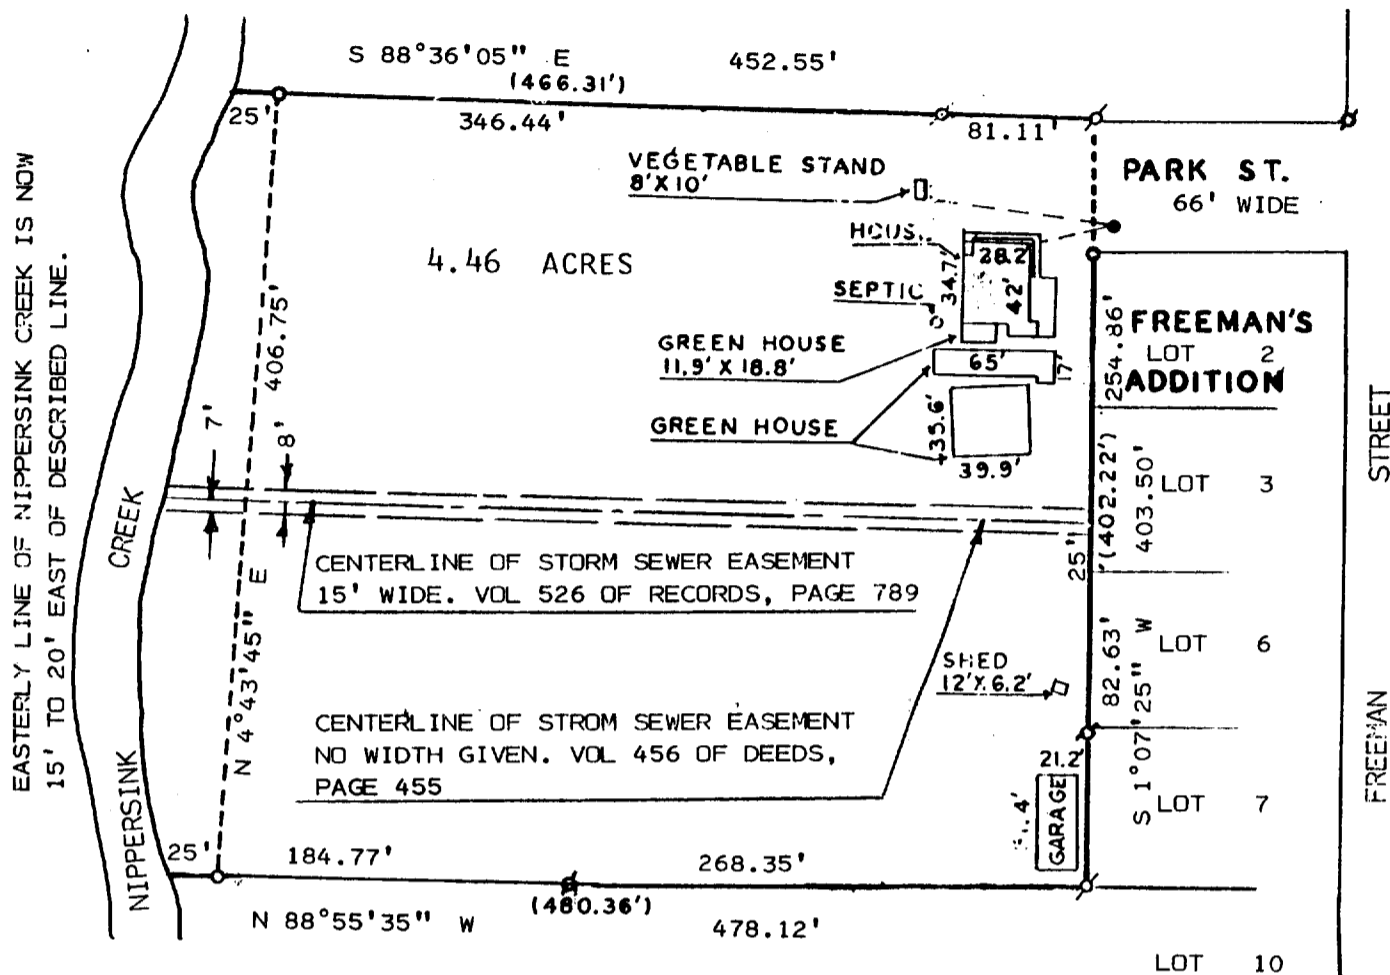 S 88°36'05" E 452.55'
(466.31')
25' 346.44' 81.11'
VEGETABLE STAND
8'X10'
PARK ST.
66' WIDE
EASTERLY LINE OF NIPPERSINK CREEK IS NOW
15' TO 20' EAST OF DESCRIBED LINE.
4.46 ACRES
HOUS
28.2'
34.7'
42'
SEPTIC
GREEN HOUSE
11.9' X 18.8'
65'
17'
254.86'
FREEMAN'S
LOT 2
ADDITION
406.75'
7'
8'
GREEN HOUSE
35.6'
39.9'
(402.22')
403.50'
LOT 3
STREET
CREEK
25'
CENTERLINE OF STORM SEWER EASEMENT
15' WIDE. VOL 526 OF RECORDS, PAGE 789
N 4°43'45" E
82.63'
S 1°07'25" W
LOT 6
SHED
12'X6.2'
CENTERLINE OF STROM SEWER EASEMENT
NO WIDTH GIVEN. VOL 456 OF DEEDS,
PAGE 455
FREEMAN
NIPPERSINK
21.2'
GARAGE
LOT 7
25' 184.77' 268.35'
(480.36')
N 88°55'35" W 478.12'
LOT 10